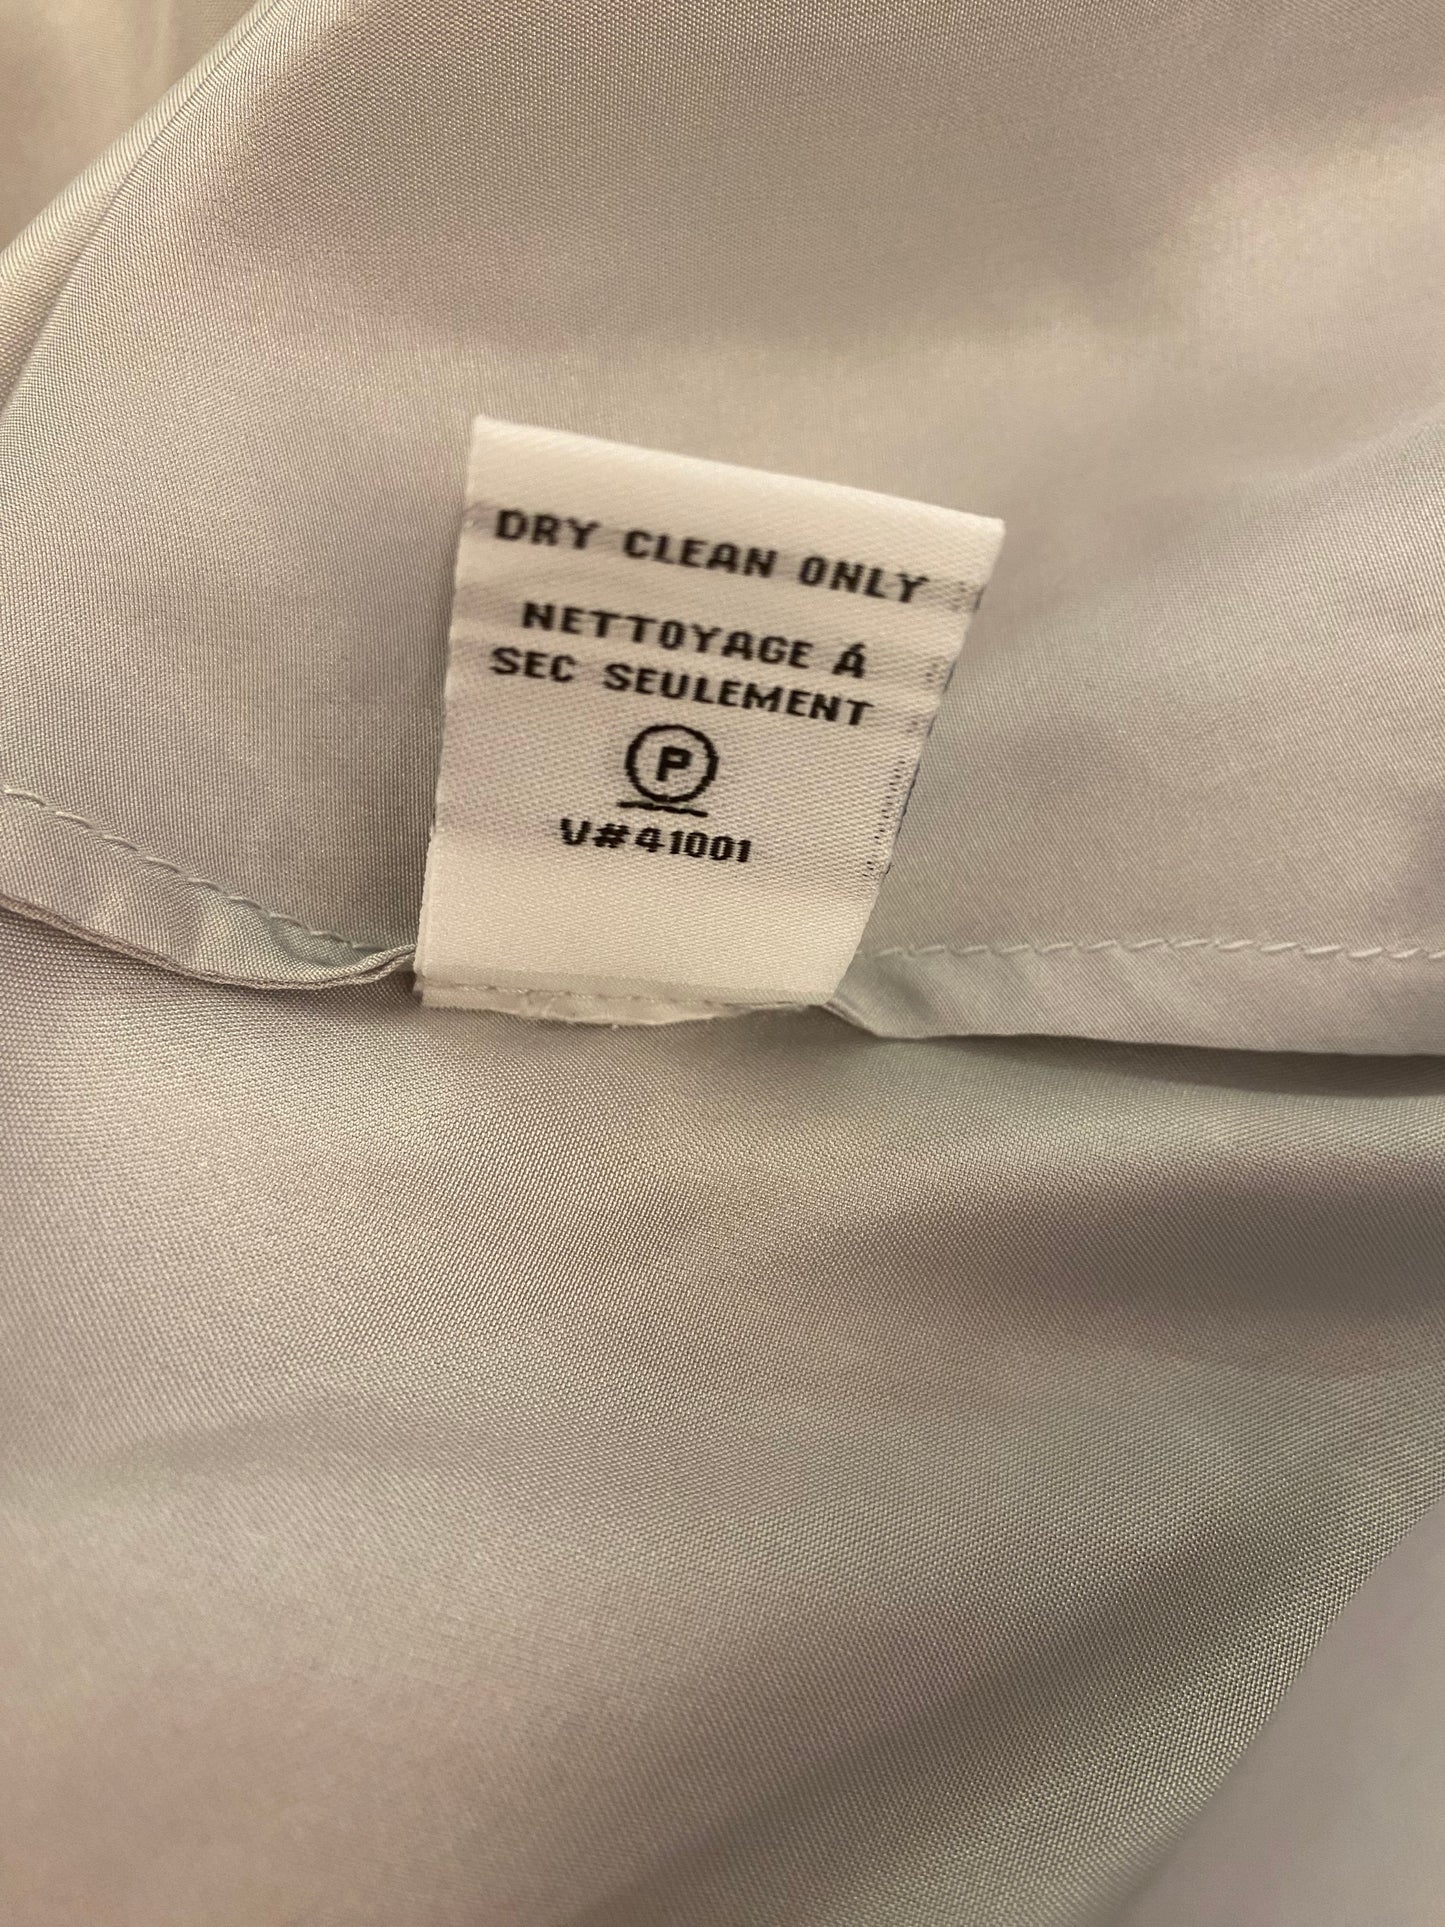 DRY CLEAN ONLY
NETTOYAGE Á
SEC SEULEMENT
P
V#41001